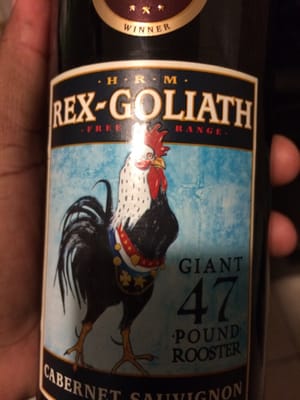 WINNER
· H · R · M ·
REX-GOLIATH
· FREE RANGE ·
GIANT
47
· POUND ·
ROOSTER
CABERNET SAUVIGNON